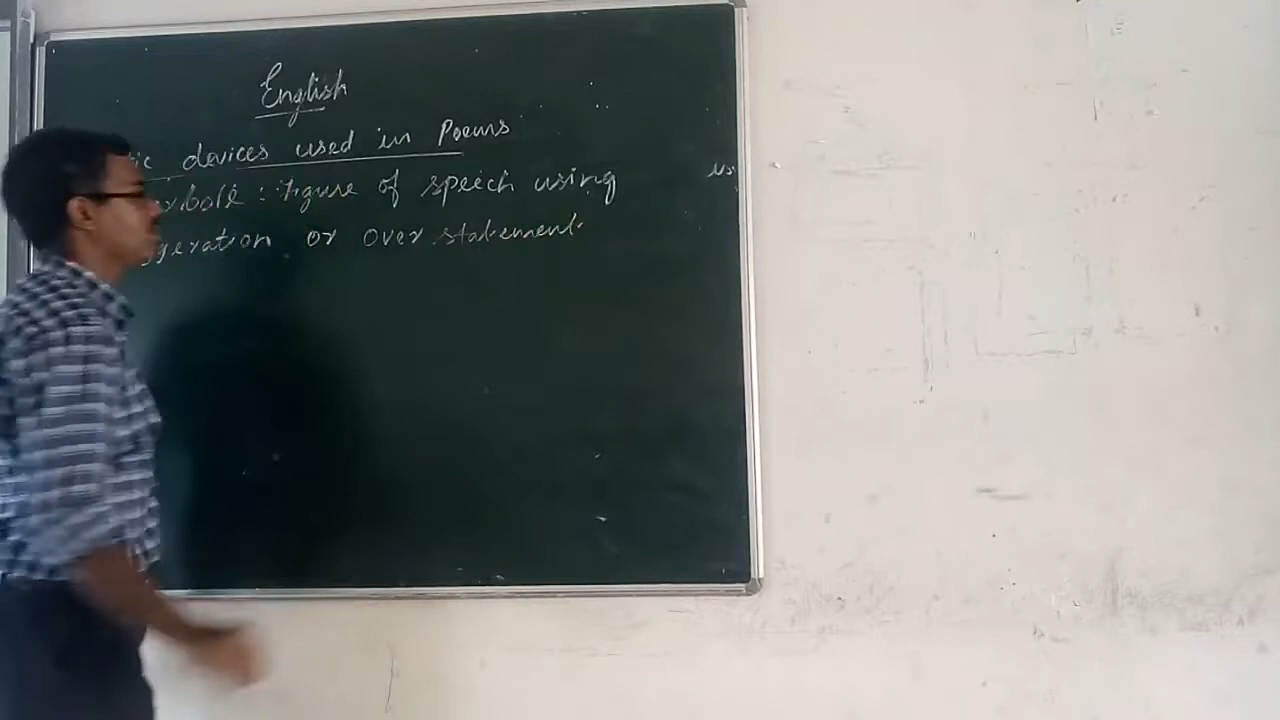 English
devices used in Poems
figure of speech using
or over statement